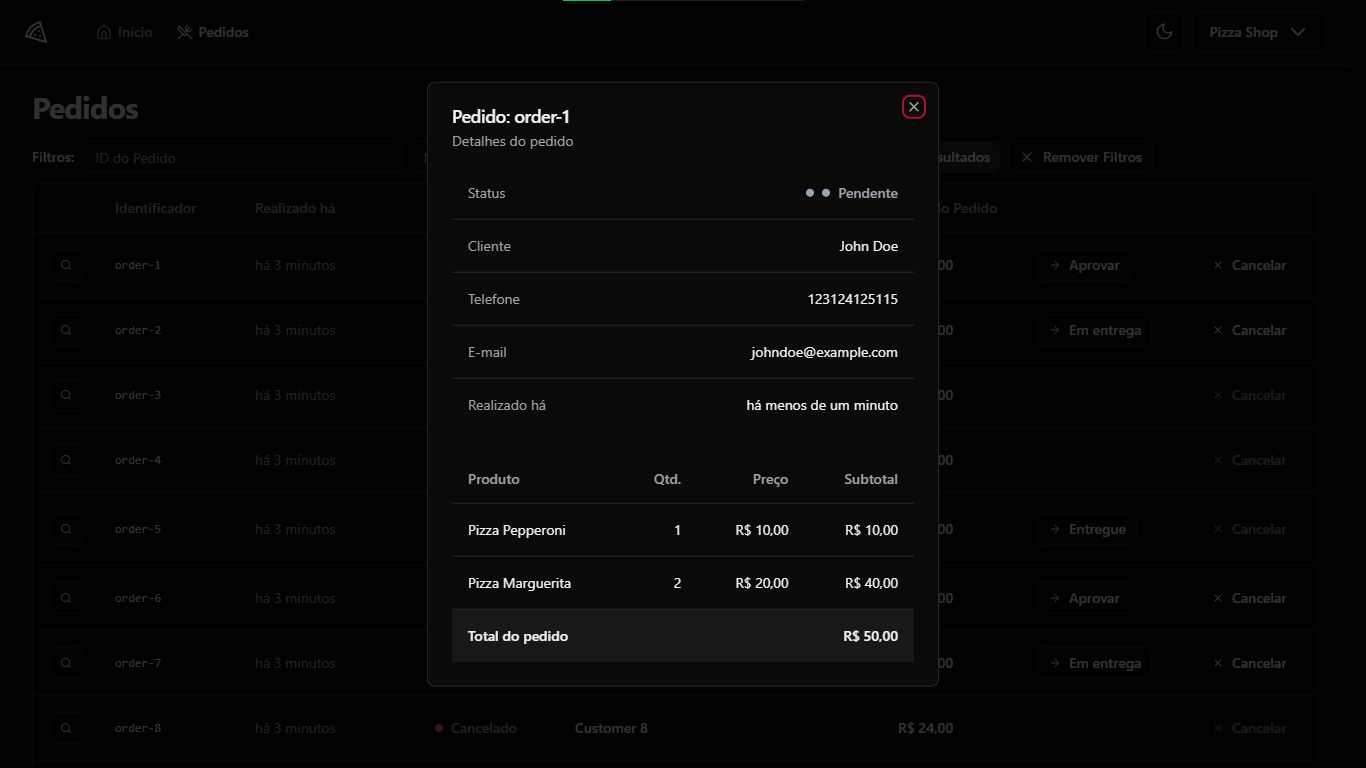 Início Pedidos Pizza Shop
Pedidos
Filtros: ID do Pedido sultados Remover Filtros
Identificador Realizado há o Pedido
order-1 há 3 minutos 00 Aprovar Cancelar
order-2 há 3 minutos 00 Em entrega Cancelar
order-3 há 3 minutos 00 Cancelar
order-4 há 3 minutos 00 Cancelar
order-5 há 3 minutos 00 Entregue Cancelar
order-6 há 3 minutos 00 Aprovar Cancelar
order-7 há 3 minutos 00 Em entrega Cancelar
order-8 há 3 minutos Cancelado Customer 8 R$ 24,00 Cancelar
Pedido: order-1
Detalhes do pedido
Status Pendente
Cliente John Doe
Telefone 123124125115
E-mail johndoe@example.com
Realizado há há menos de um minuto
Produto Qtd. Preço Subtotal
Pizza Pepperoni 1 R$ 10,00 R$ 10,00
Pizza Marguerita 2 R$ 20,00 R$ 40,00
Total do pedido R$ 50,00